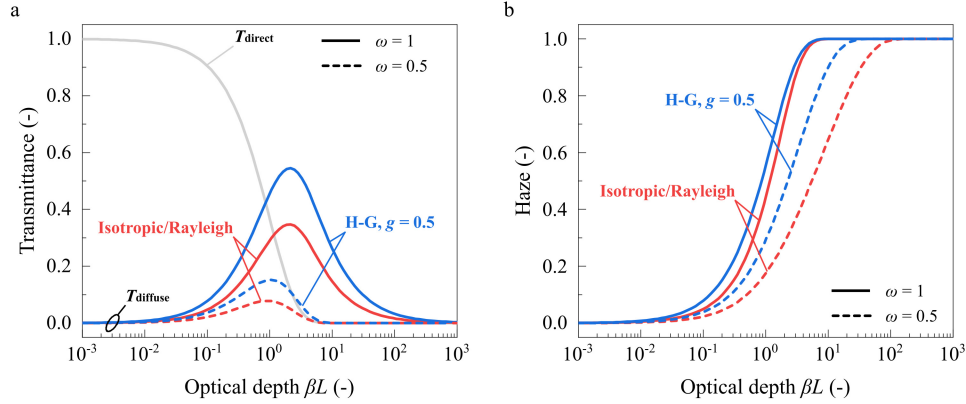 a
Transmittance (-)
1.0
0.8
0.6
0.4
0.2
0.0
T_direct
ω = 1
ω = 0.5
Isotropic/Rayleigh
H-G, g = 0.5
T_diffuse
10⁻³
10⁻²
10⁻¹
10⁰
10¹
10²
10³
Optical depth βL (-)
b
Haze (-)
1.0
0.8
0.6
0.4
0.2
0.0
H-G, g = 0.5
Isotropic/Rayleigh
ω = 1
ω = 0.5
10⁻³
10⁻²
10⁻¹
10⁰
10¹
10²
10³
Optical depth βL (-)